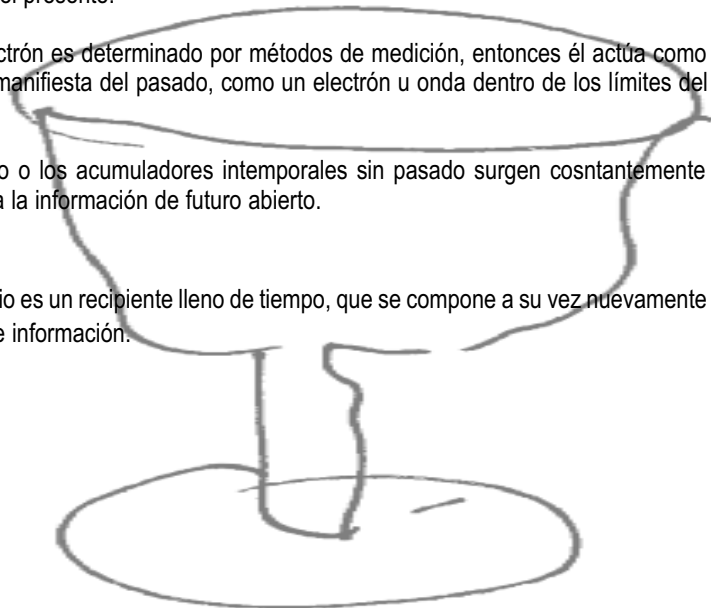 el presente.
ctrón es determinado por métodos de medición, entonces él actúa como
manifiesta del pasado, como un electrón u onda dentro de los límites del
o o los acumuladores intemporales sin pasado surgen cosntantemente
a la información de futuro abierto.
io es un recipiente lleno de tiempo, que se compone a su vez nuevamente
e información.